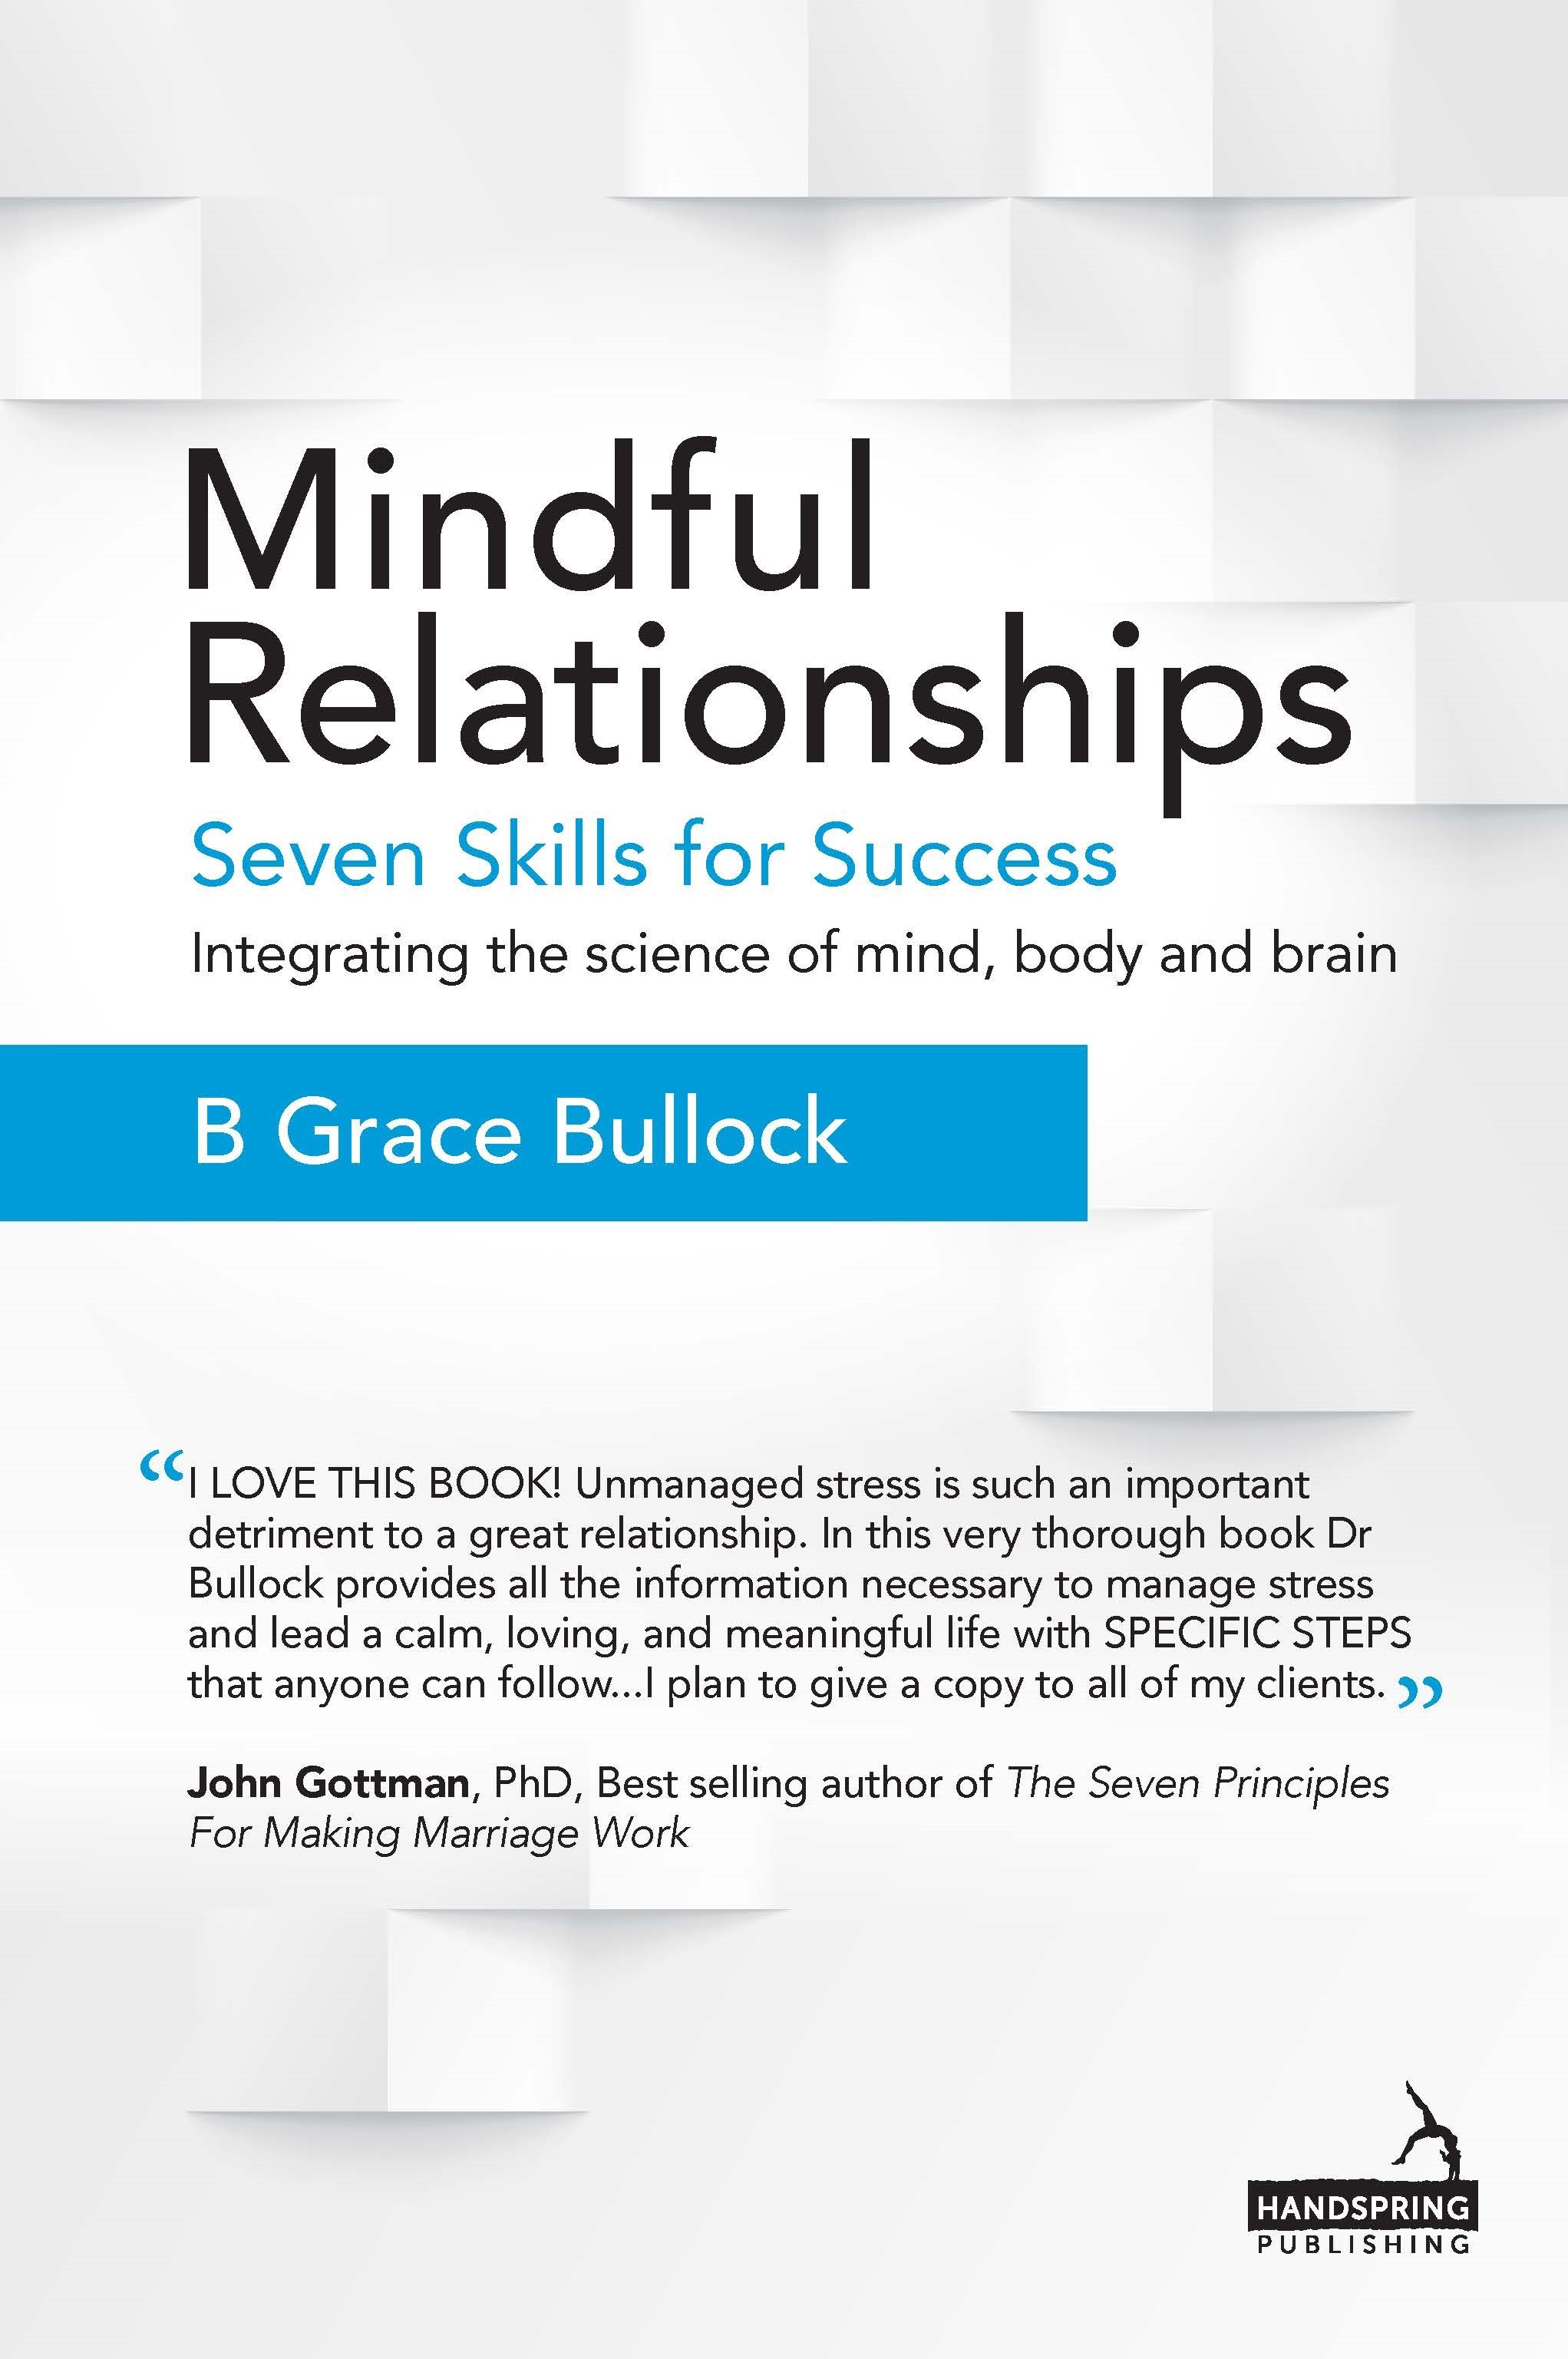 Mindful
Relationships
Seven Skills for Success
Integrating the science of mind, body and brain
B Grace Bullock
“I LOVE THIS BOOK! Unmanaged stress is such an important
detriment to a great relationship. In this very thorough book Dr
Bullock provides all the information necessary to manage stress
and lead a calm, loving, and meaningful life with SPECIFIC STEPS
that anyone can follow...I plan to give a copy to all of my clients.”
John Gottman, PhD, Best selling author of The Seven Principles
For Making Marriage Work
HANDSPRING
PUBLISHING